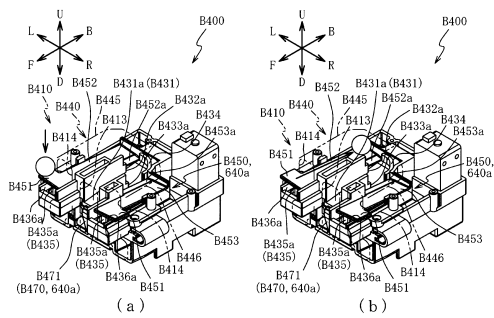 U
L B
F R
D
B400
B410
B452
B440
B445
B413
B431a (B431)
B452a
B432a
B433a
B434
B453a
B414
B451
B450,
640a
B436a
B435a
(B435)
B435a
(B435)
B436a
B453
B446
B414
B451
B471
(B470, 640a)
(a)
U
L B
F R
D
B400
B452
B431a (B431)
B452a
B440
B445
B410
B413
B432a
B434
B433a
B453a
B414
B451
B450,
640a
B436a
B435a
(B435)
B435a
(B435)
B436a
B453
B446
B414
B451
B471
(B470, 640a)
(b)